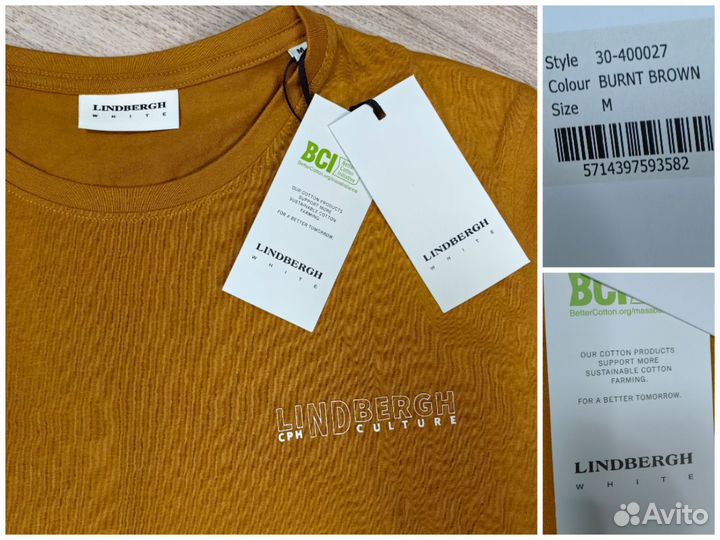 LINDBERGH
WHITE
M
BCI Better
Cotton
Initiative
BetterCotton.org/massbalance
OUR COTTON PRODUCTS
SUPPORT MORE
SUSTAINABLE COTTON
FARMING.
FOR A BETTER TOMORROW.
LINDBERGH
WHITE
LINDBERGH
WHITE
LINDBERGH
CPH CULTURE
Style 30-400027
Colour BURNT BROWN
Size M
5714397593582
BCI
BetterCotton.org/massb
OUR COTTON PRODUCTS
SUPPORT MORE
SUSTAINABLE COTTON
FARMING.
FOR A BETTER TOMORROW.
LINDBERGH
WHITE
Avito